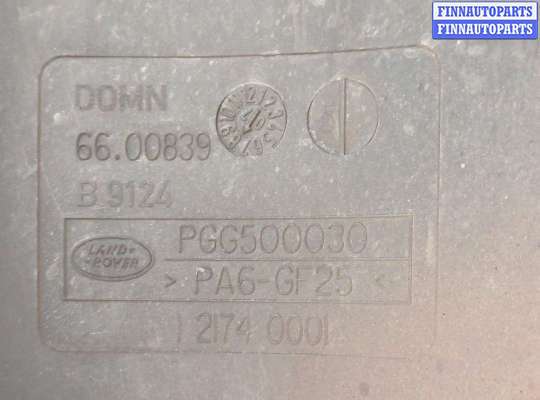 FINNAUTOPARTS
FINNAUTOPARTS
DOMN
66.00839
B.9124
LAND-
-ROVER
PGG500030
> PA6-GF25 <
1 2174 0001